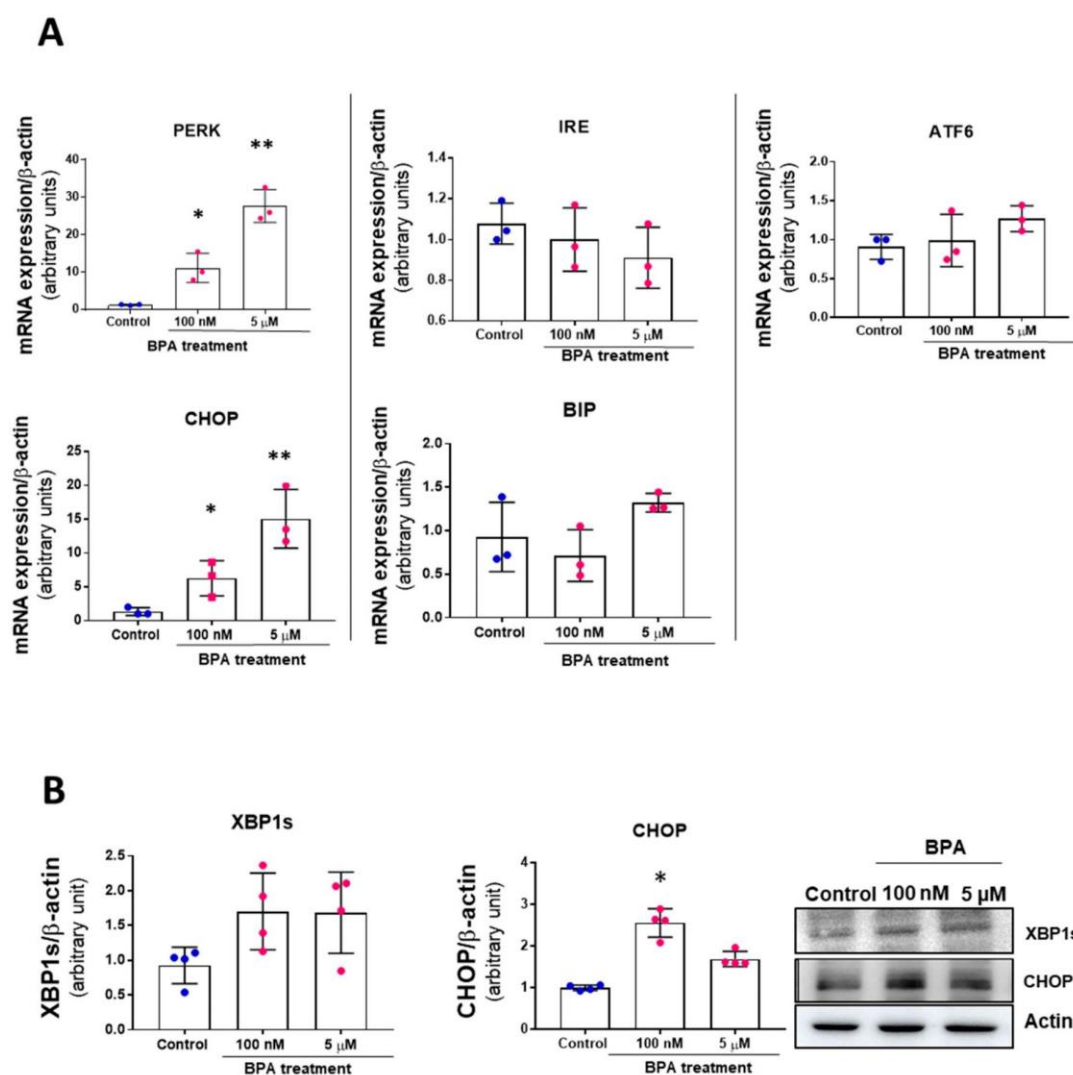 A
PERK
mRNA expression/β-actin
(arbitrary units)
40
30
20
10
0
*
**
Control
100 nM
5 μM
BPA treatment
IRE
mRNA expression/β-actin
(arbitrary units)
1.4
1.2
1.0
0.8
0.6
Control
100 nM
5 μM
BPA treatment
ATF6
mRNA expression/β-actin
(arbitrary units)
2.0
1.5
1.0
0.5
0.0
Control
100 nM
5 μM
BPA treatment
CHOP
mRNA expression/β-actin
(arbitrary units)
25
20
15
10
5
0
*
**
Control
100 nM
5 μM
BPA treatment
BIP
mRNA expression/β-actin
(arbitrary units)
2.0
1.5
1.0
0.5
0.0
Control
100 nM
5 μM
BPA treatment
B
XBP1s
XBP1s/β-actin
(arbitrary unit)
2.5
2.0
1.5
1.0
0.5
0.0
Control
100 nM
5 μM
BPA treatment
CHOP
CHOP/β-actin
(arbitrary unit)
4
3
2
1
0
*
Control
100 nM
5 μM
BPA treatment
BPA
Control 100 nM 5 μM
XBP1s
CHOP
Actin